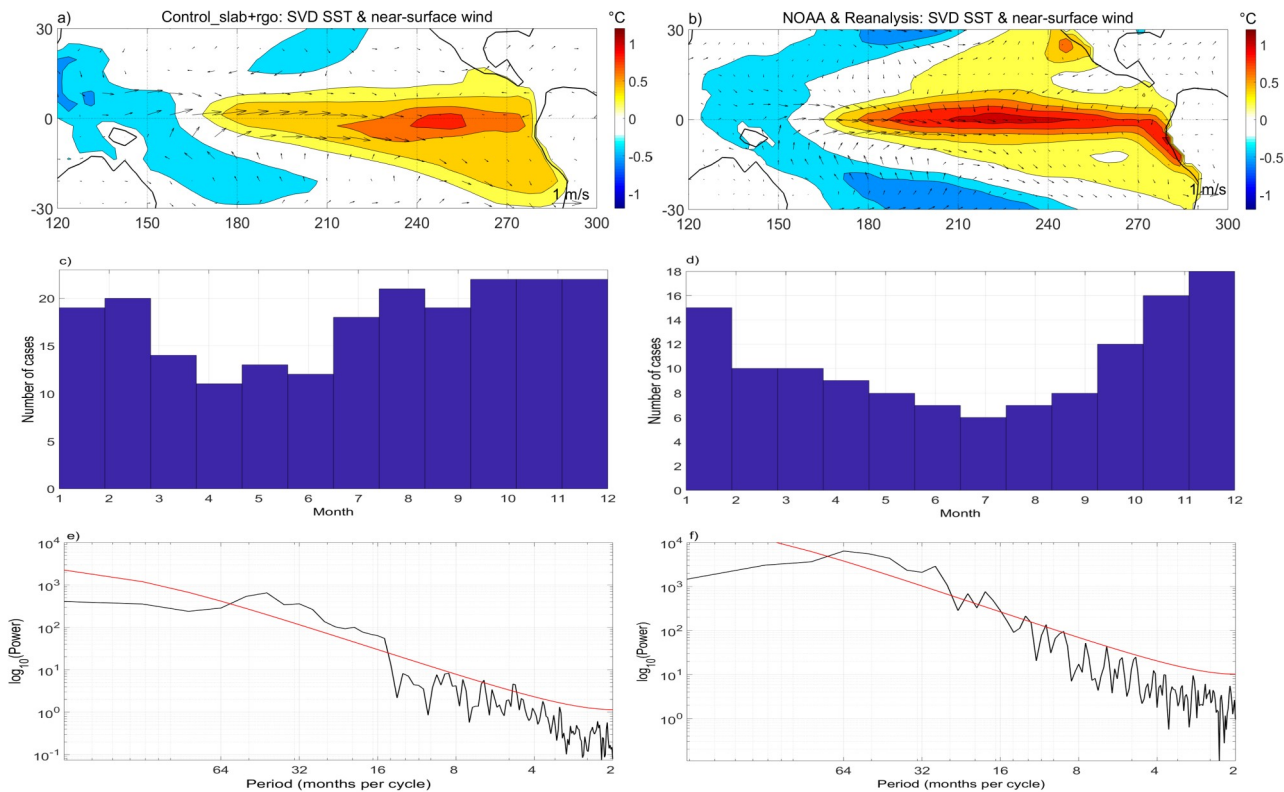 a) Control_slab+rgo: SVD SST & near-surface wind °C
30
0
-30
120 150 180 210 240 270 300
1 m/s
1
0.5
0
-0.5
-1
b) NOAA & Reanalysis: SVD SST & near-surface wind °C
30
0
-30
120 150 180 210 240 270 300
1 m/s
1
0.5
0
-0.5
-1
c)
Number of cases
20
15
10
5
0
1 2 3 4 5 6 7 8 9 10 11 12
Month
d)
Number of cases
18
16
14
12
10
8
6
4
2
0
1 2 3 4 5 6 7 8 9 10 11 12
Month
e)
log10(Power)
10^4
10^3
10^2
10^1
10^0
10^-1
64 32 16 8 4 2
Period (months per cycle)
f)
log10(Power)
10^4
10^3
10^2
10^1
10^0
64 32 16 8 4 2
Period (months per cycle)